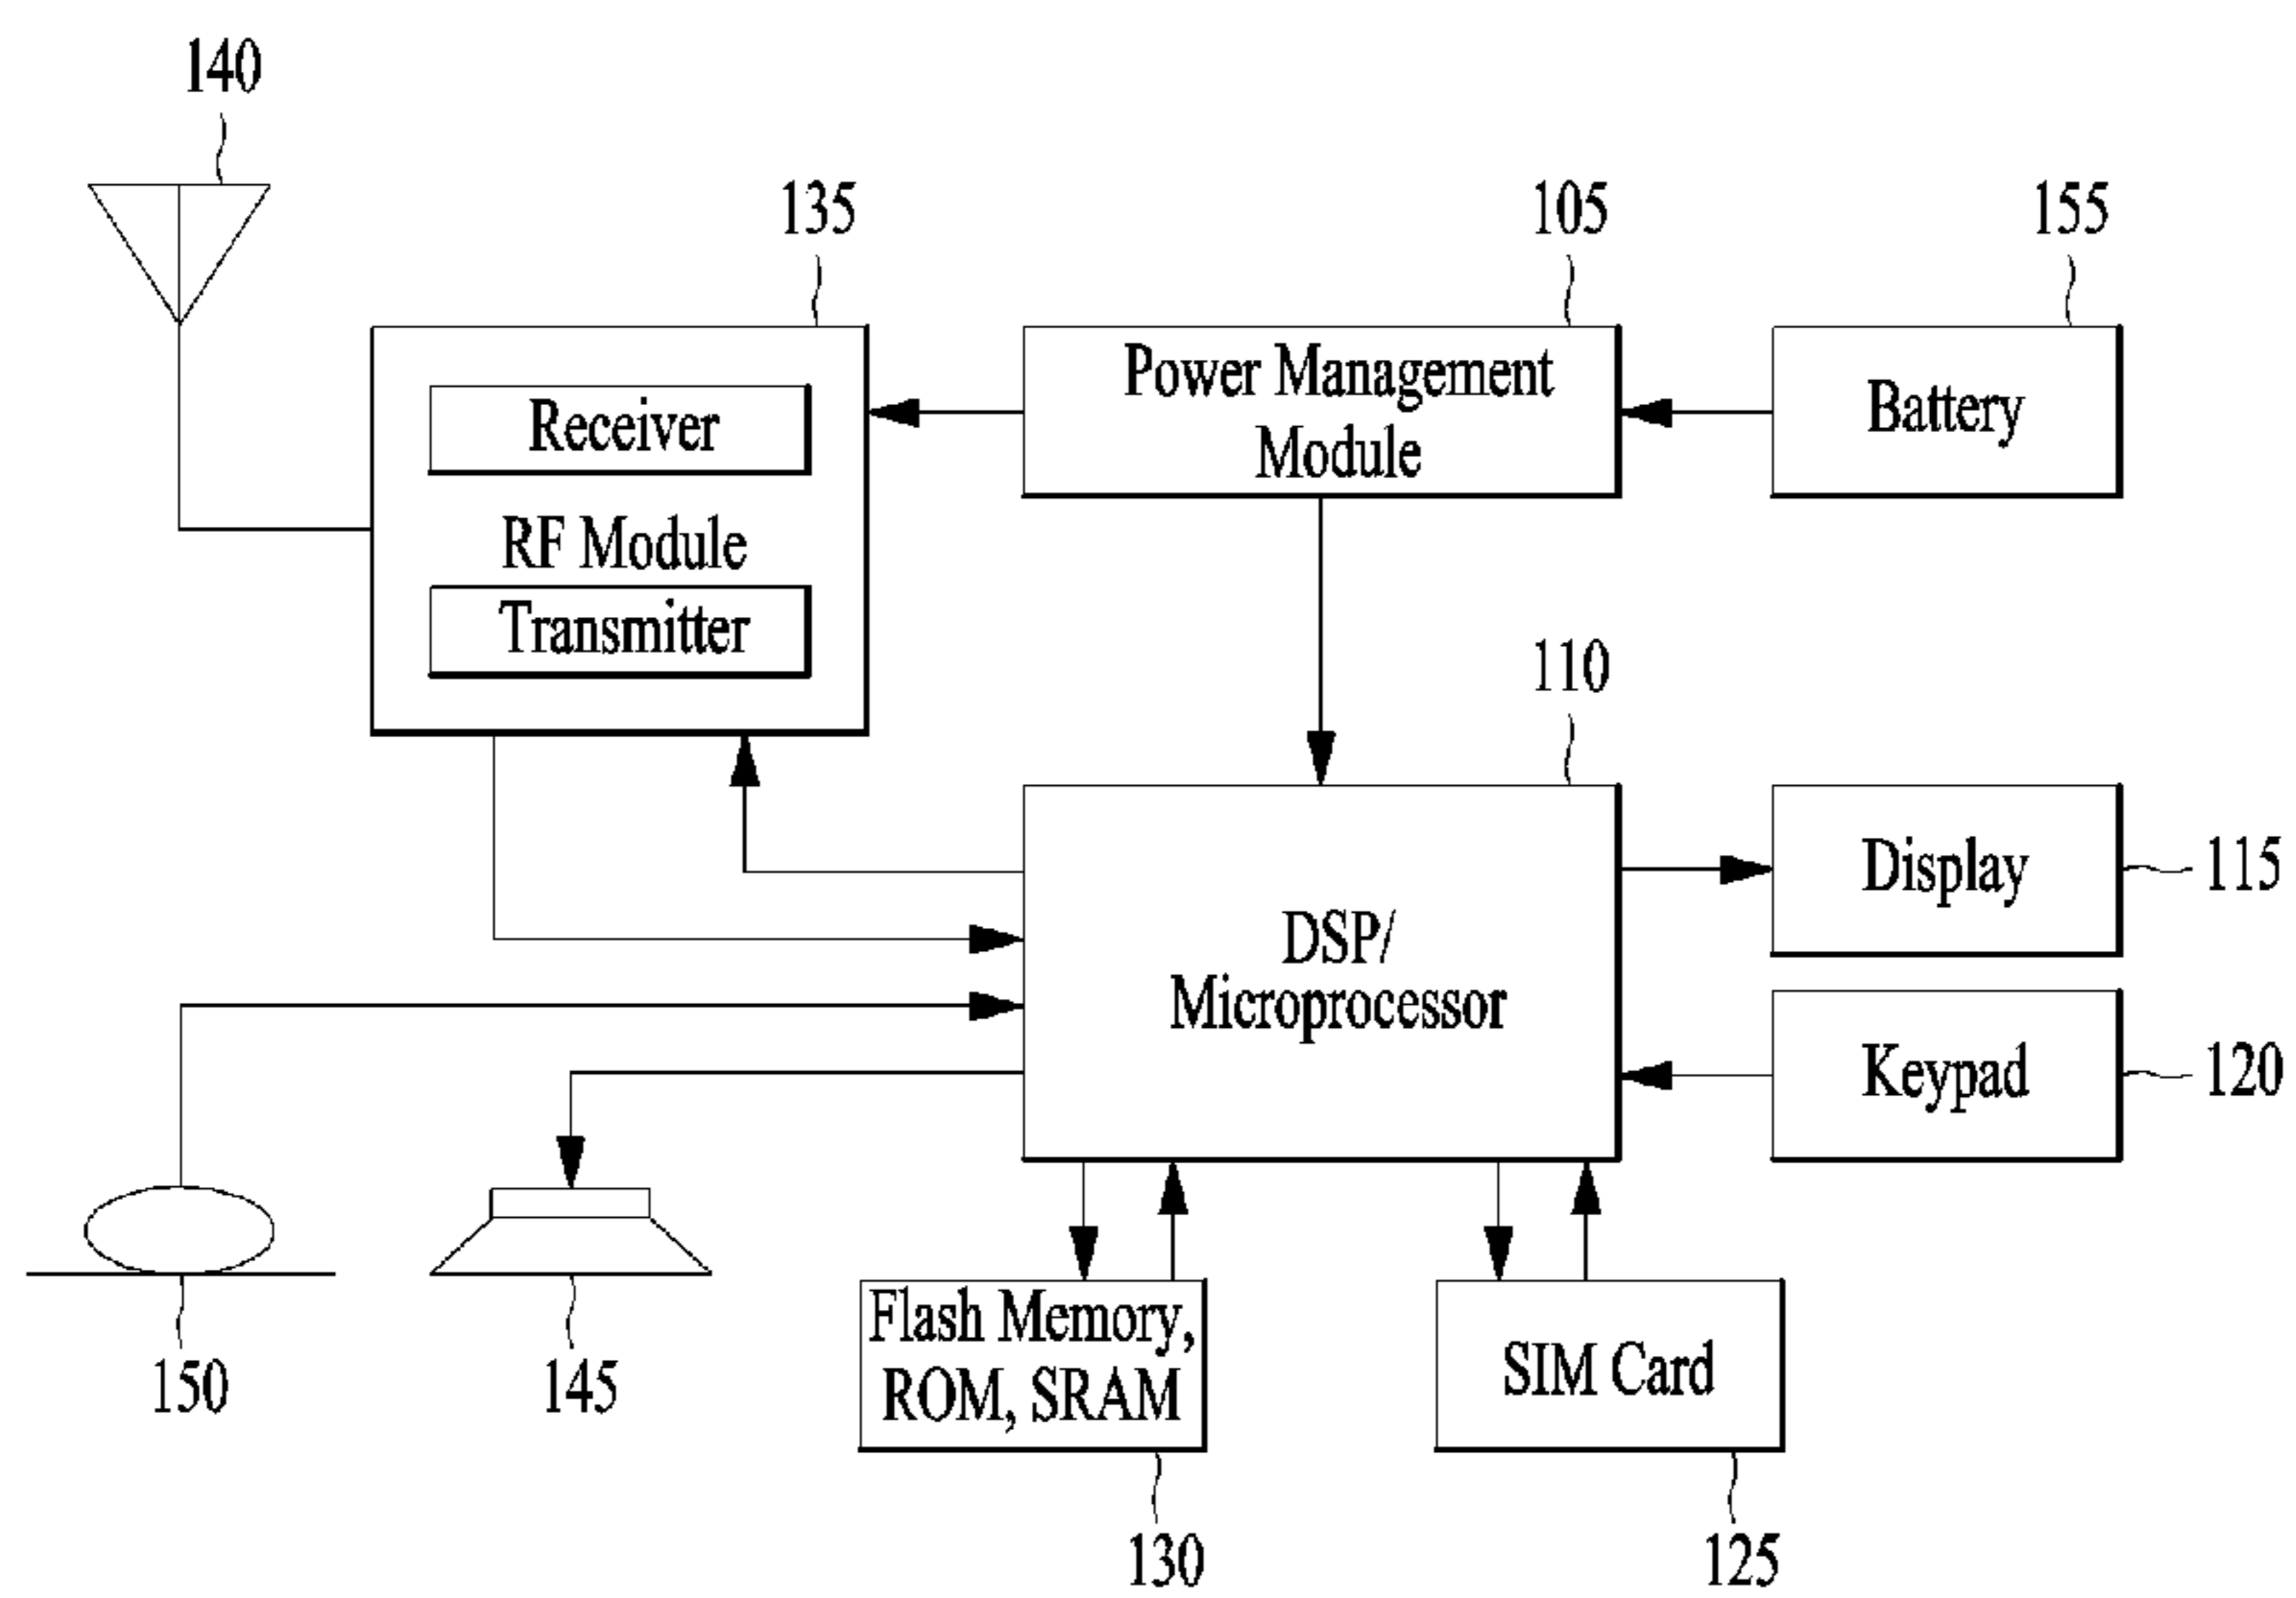 140
135
105
155
Receiver
RF Module
Transmitter
Power Management
Module
Battery
110
DSP/
Microprocessor
Display
115
Keypad
120
150
145
Flash Memory,
ROM, SRAM
SIM Card
130
125